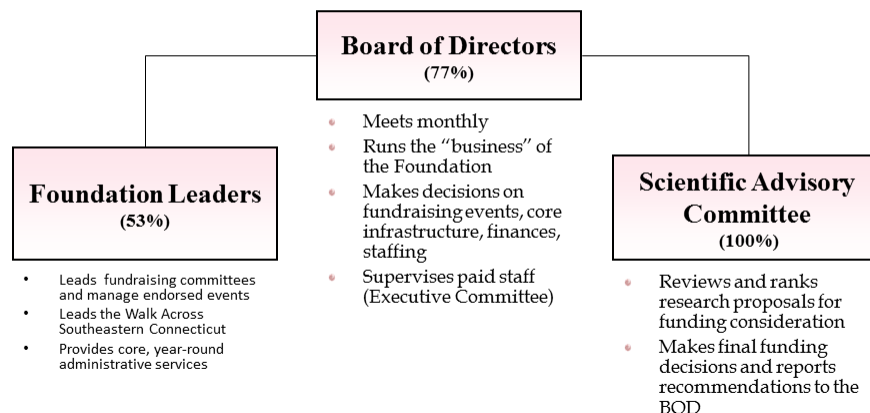 Board of Directors
(77%)
Meets monthly
Runs the “business” of
the Foundation
Makes decisions on
fundraising events, core
infrastructure, finances,
staffing
Supervises paid staff
(Executive Committee)
Foundation Leaders
(53%)
Leads fundraising committees
and manage endorsed events
Leads the Walk Across
Southeastern Connecticut
Provides core, year-round
administrative services
Scientific Advisory
Committee
(100%)
Reviews and ranks
research proposals for
funding consideration
Makes final funding
decisions and reports
recommendations to the
BOD